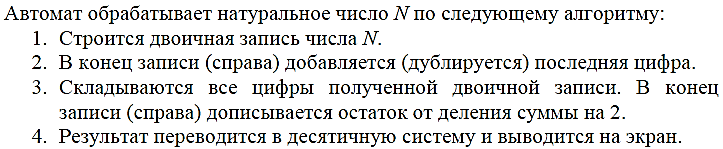 Автомат обрабатывает натуральное число N по следующему алгоритму:
1. Строится двоичная запись числа N.
2. В конец записи (справа) добавляется (дублируется) последняя цифра.
3. Складываются все цифры полученной двоичной записи. В конец
записи (справа) дописывается остаток от деления суммы на 2.
4. Результат переводится в десятичную систему и выводится на экран.